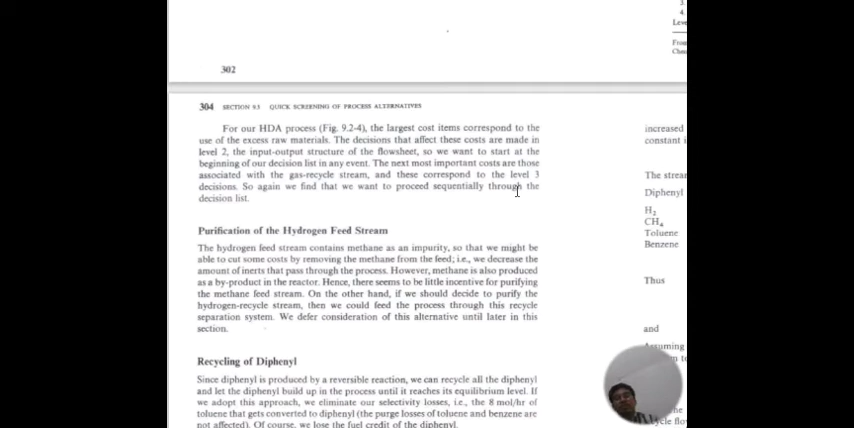 3.
4.
302
304 SECTION 9.3 QUICK SCREENING OF PROCESS ALTERNATIVES
For our HDA process (Fig. 9.2-4), the largest cost items correspond to the
use of the excess raw materials. The decisions that affect these costs are made in
level 2, the input-output structure of the flowsheet, so we want to start at the
beginning of our decision list in any event. The next most important costs are those
associated with the gas-recycle stream, and these correspond to the level 3
decisions. So again we find that we want to proceed sequentially through the
decision list.
Purification of the Hydrogen Feed Stream
The hydrogen feed stream contains methane as an impurity, so that we might be
able to cut some costs by removing the methane from the feed; i.e., we decrease the
amount of inerts that pass through the process. However, methane is also produced
as a by-product in the reactor. Hence, there seems to be little incentive for purifying
the methane feed stream. On the other hand, if we should decide to purify the
hydrogen-recycle stream, then we could feed the process through this recycle
separation system. We defer consideration of this alternative until later in this
section.
Recycling of Diphenyl
Since diphenyl is produced by a reversible reaction, we can recycle all the diphenyl
and let the diphenyl build up in the process until it reaches its equilibrium level. If
we adopt this approach, we eliminate our selectivity losses, i.e., the 8 mol/hr of
toluene that gets converted to diphenyl (the purge losses of toluene and benzene are
not affected). Of course, we lose the fuel credit of the diphenyl.
Leve
From
increased
constant i
The strear
Diphenyl
H2
CH4
Toluene
Benzene
Thus
and
Assuming